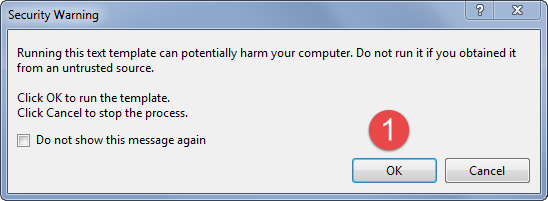 Security Warning
?
Running this text template can potentially harm your computer. Do not run it if you obtained it
from an untrusted source.
Click OK to run the template.
Click Cancel to stop the process.
Do not show this message again
1
OK Cancel